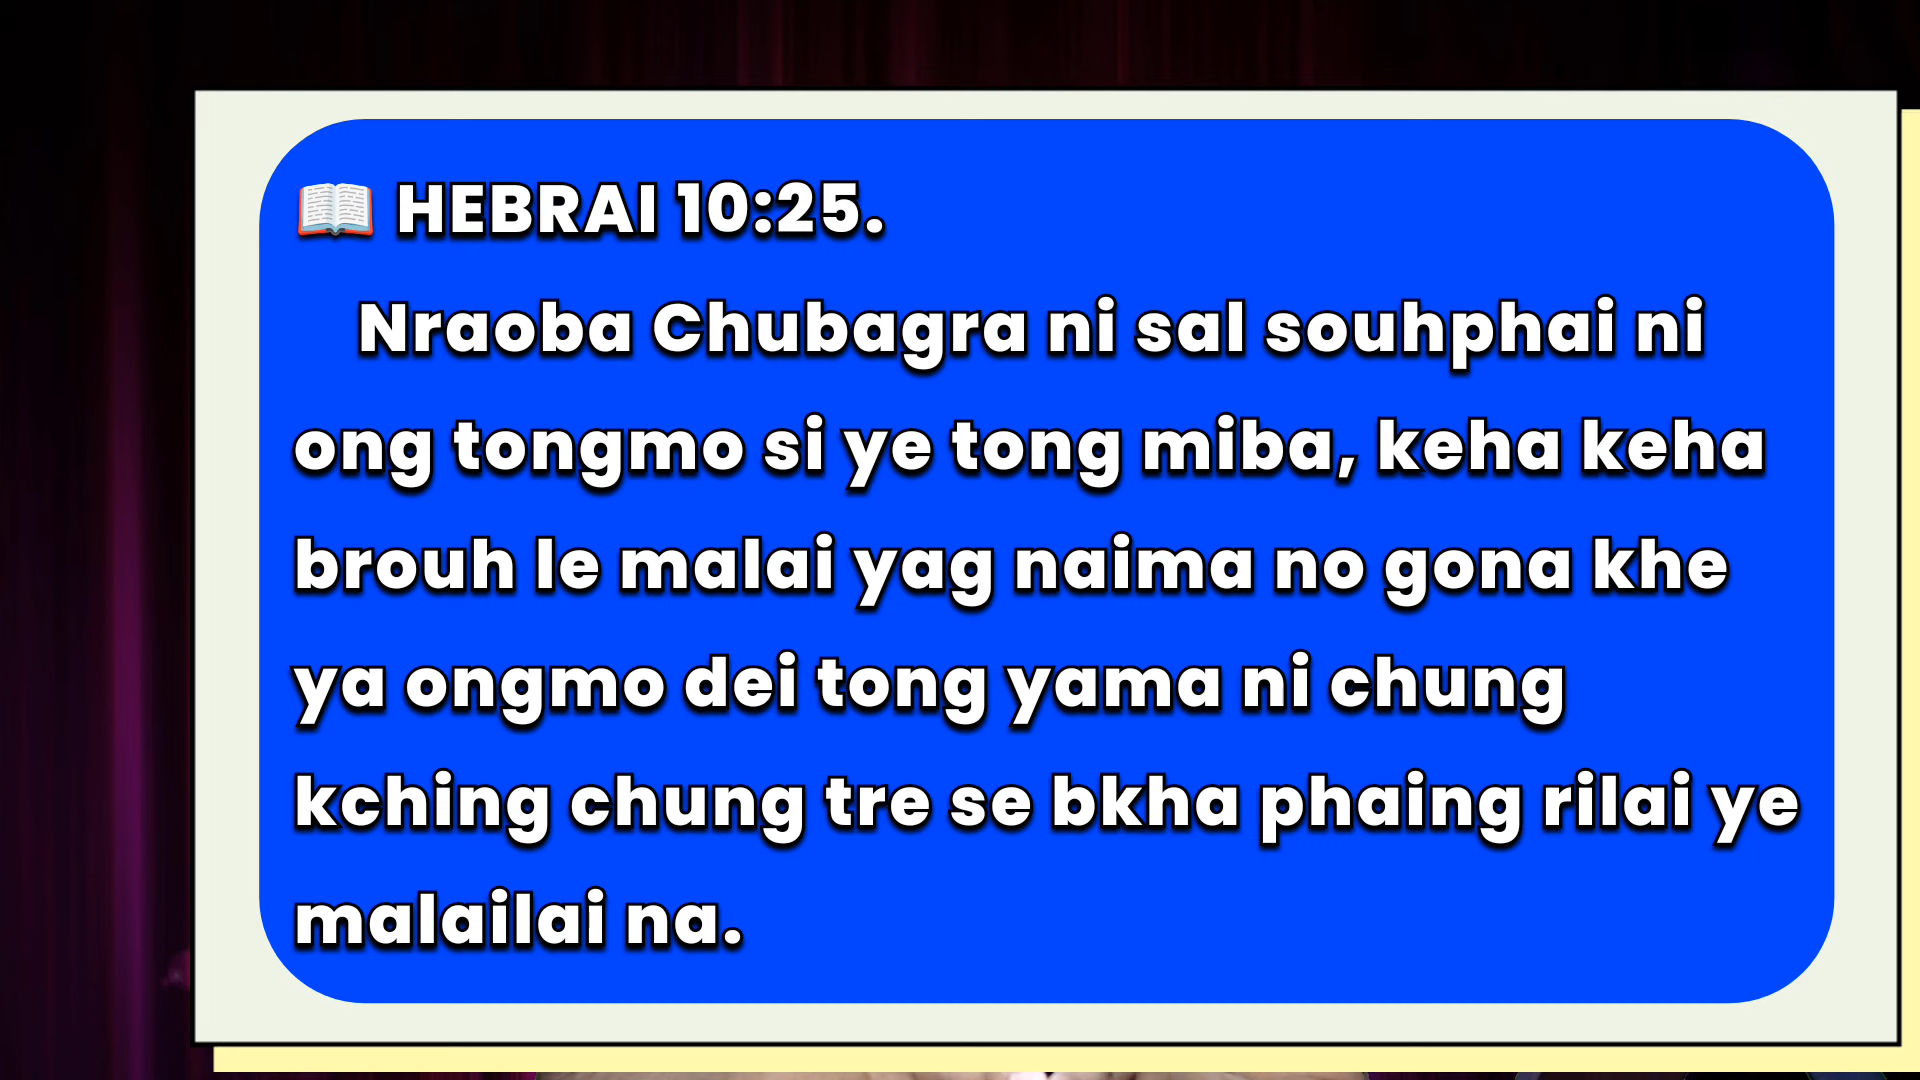 📖 HEBRAI 10:25.
Nraoba Chubagra ni sal souhphai ni
ong tongmo si ye tong miba, keha keha
brouh le malai yag naima no gona khe
ya ongmo dei tong yama ni chung
kching chung tre se bkha phaing rilai ye
malailai na.